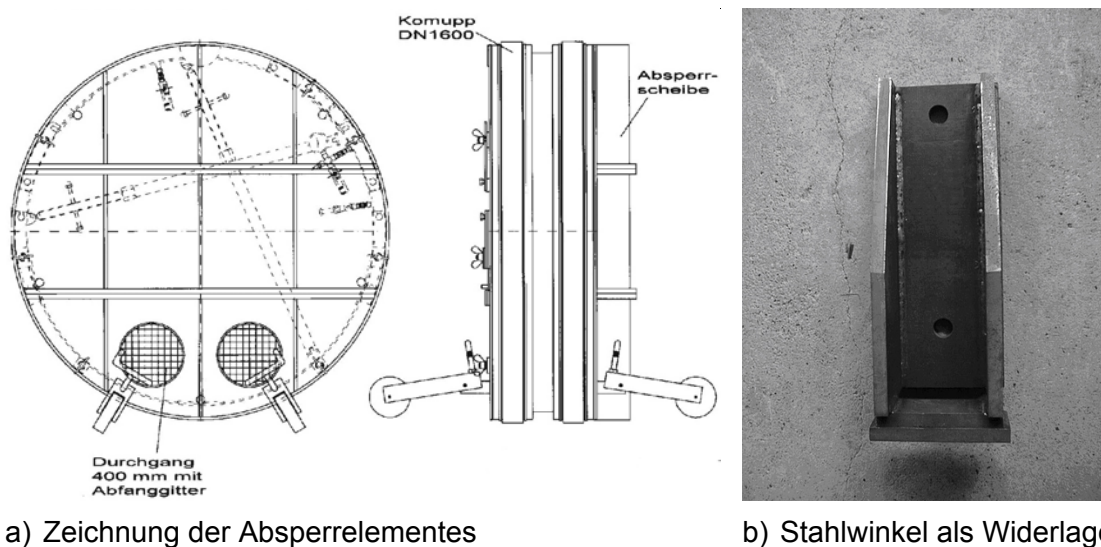 Komupp
DN1600
Absperr-
scheibe
Durchgang
400 mm mit
Abfanggitter
a) Zeichnung der Absperrelementes
b) Stahlwinkel als Widerlage